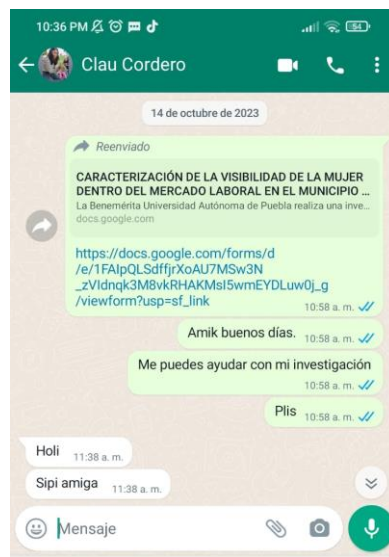 10:36 PM
54
Clau Cordero
14 de octubre de 2023
Reenviado
CARACTERIZACIÓN DE LA VISIBILIDAD DE LA MUJER
DENTRO DEL MERCADO LABORAL EN EL MUNICIPIO ...
La Benemérita Universidad Autónoma de Puebla realiza una inve...
docs.google.com
https://docs.google.com/forms/d
/e/1FAIpQLSdffjrXoAU7MSw3N
_zVIdnqk3M8vkRHAKMsI5wmEYDLuw0j_g
/viewform?usp=sf_link
10:58 a. m.
Amik buenos días. 10:58 a. m.
Me puedes ayudar con mi investigación
10:58 a. m.
Plis 10:58 a. m.
Holi 11:38 a. m.
Sipi amiga 11:38 a. m.
Mensaje